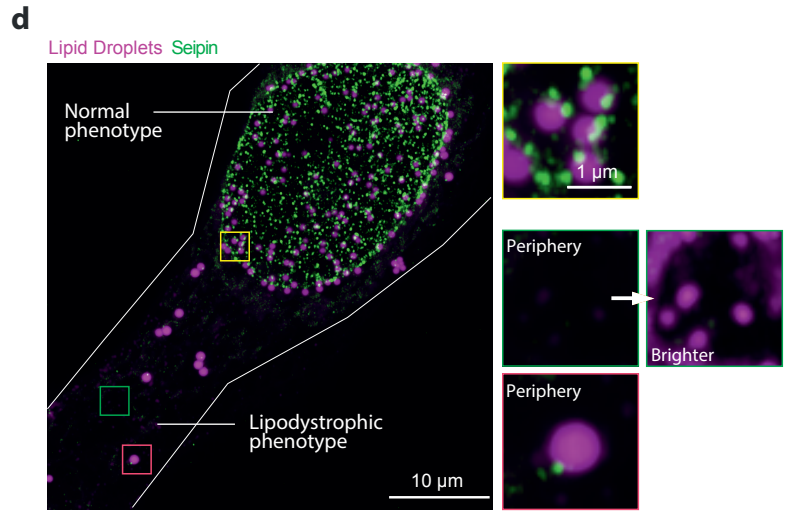 d
Lipid Droplets Seipin
Normal
phenotype
1 μm
Periphery
Brighter
Periphery
Lipodystrophic
phenotype
10 μm